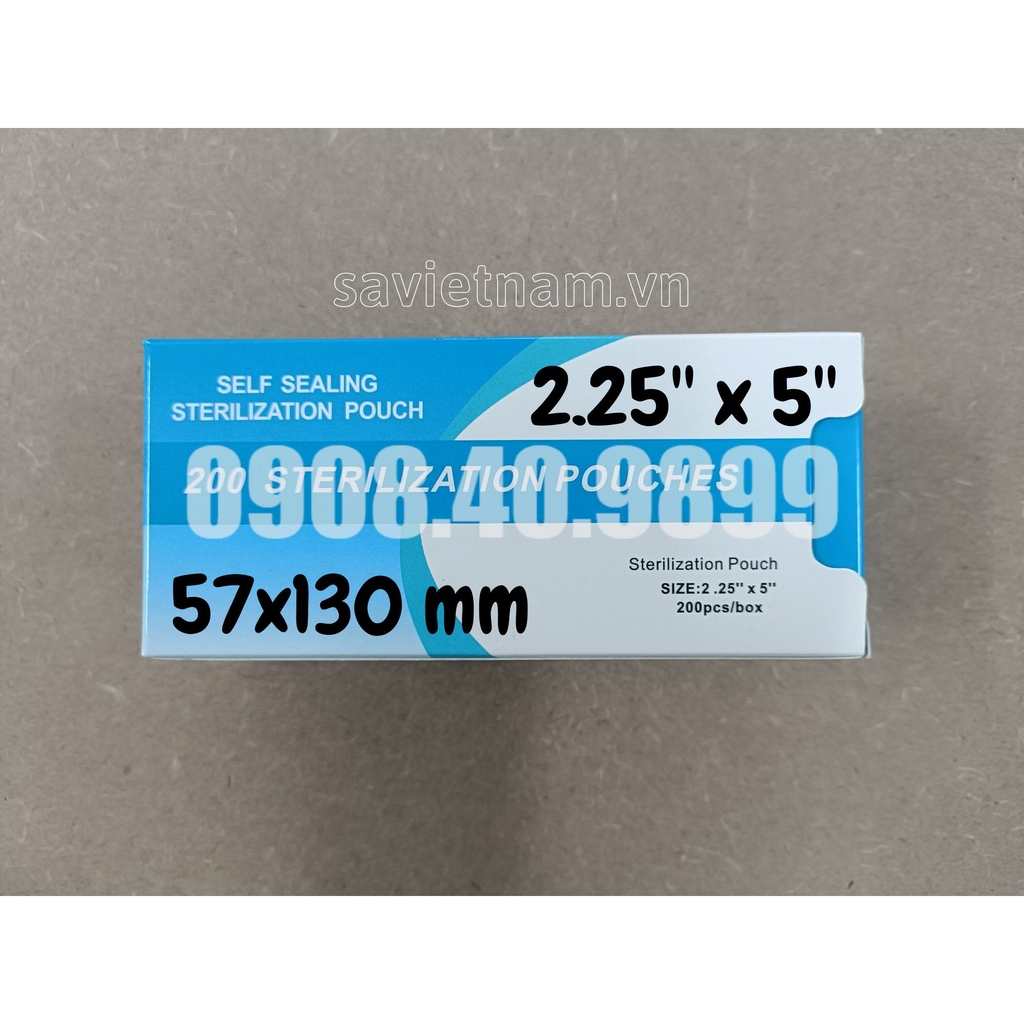 savietnam.vn
SELF SEALING
STERILIZATION POUCH
2.25" x 5"
200 STERILIZATION POUCHES
0908.40.9899
57x130 mm
Sterilization Pouch
SIZE:2 .25" x 5"
200pcs/box